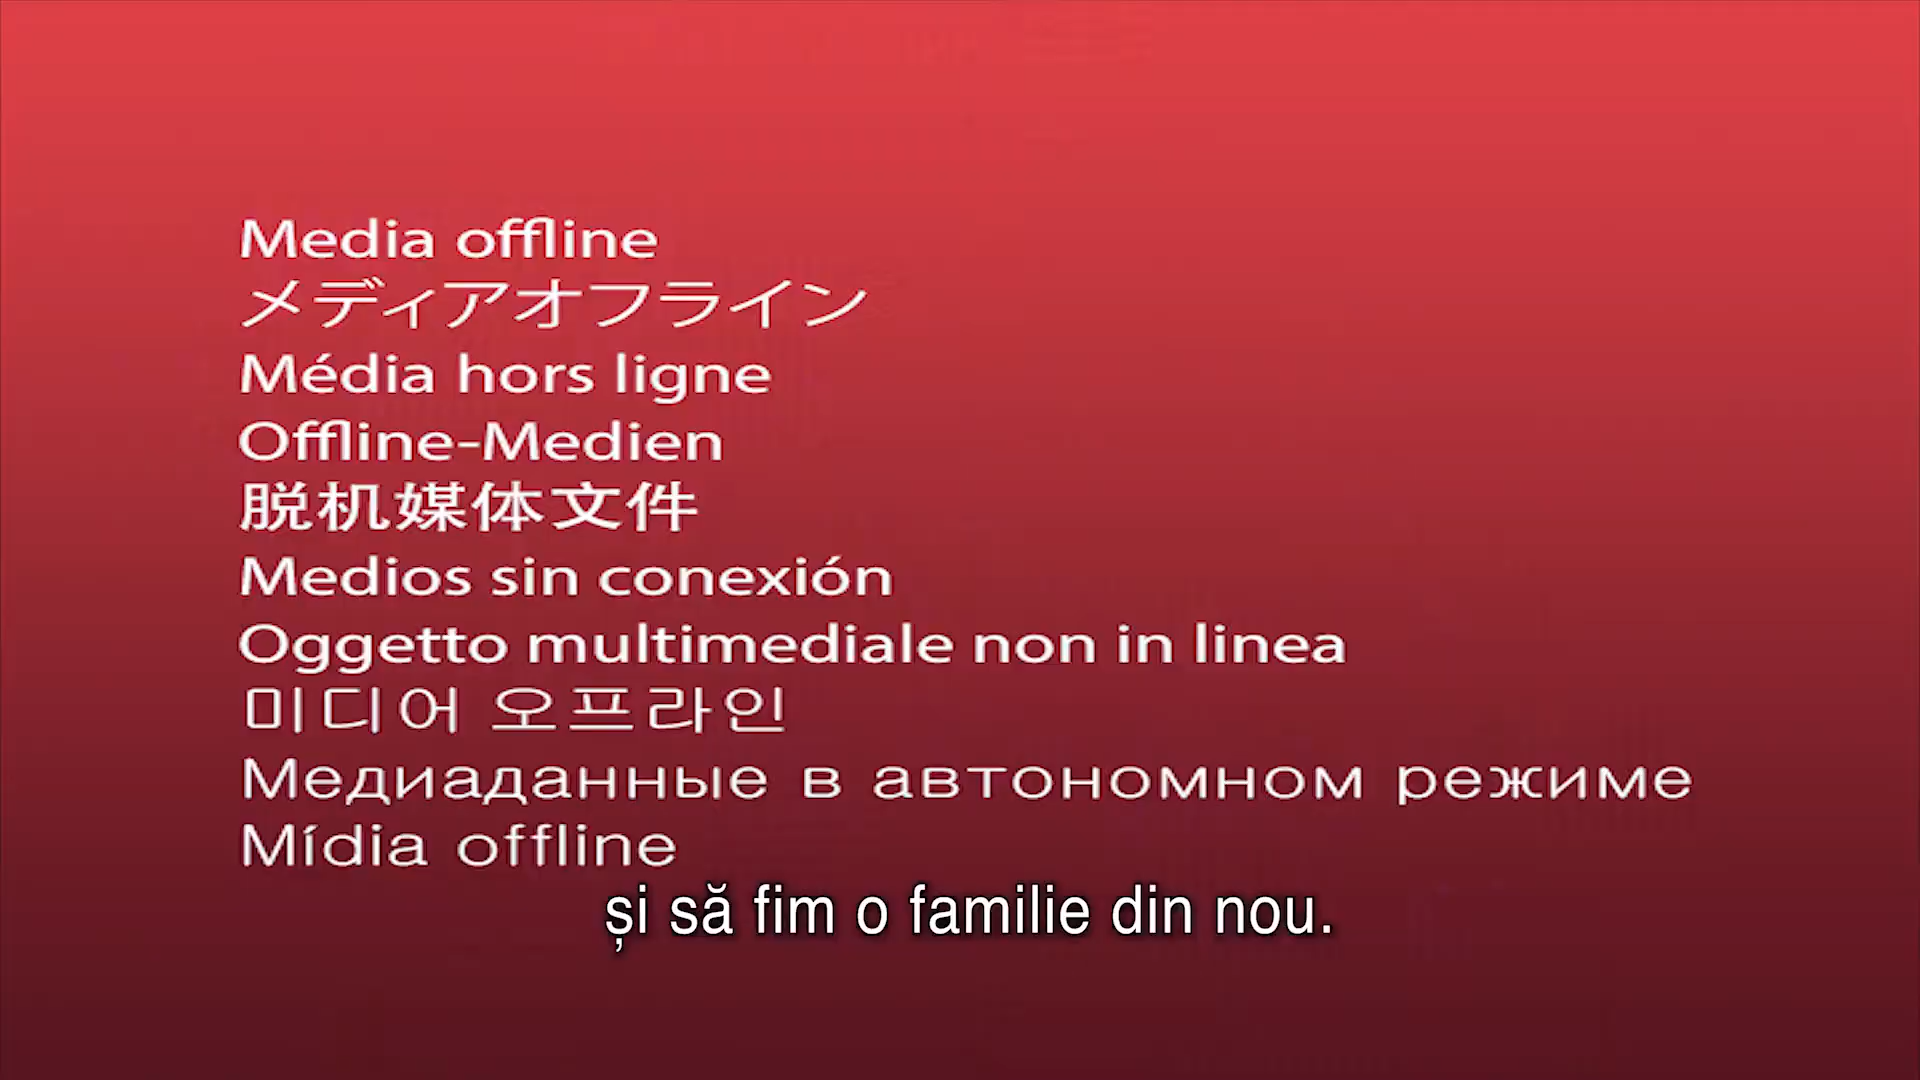 Media offline
メディアオフライン
Média hors ligne
Offline-Medien
脱机媒体文件
Medios sin conexión
Oggetto multimediale non in linea
미디어 오프라인
Медиаданные в автономном режиме
Mídia offline
și să fim o familie din nou.